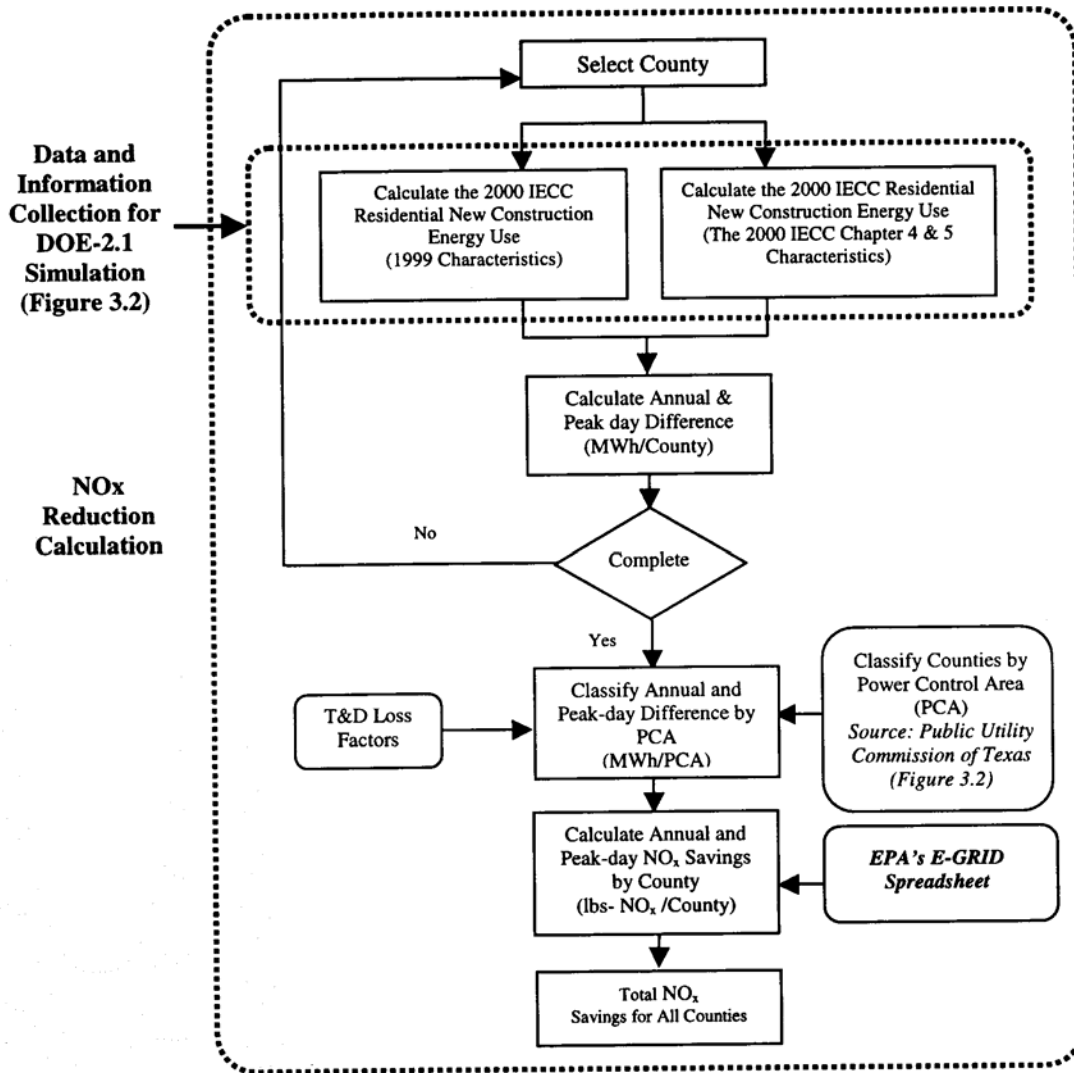 Select County
Data and
Information
Collection for
DOE-2.1
Simulation
(Figure 3.2)
Calculate the 2000 IECC
Residential New Construction
Energy Use
(1999 Characteristics)
Calculate the 2000 IECC Residential
New Construction Energy Use
(The 2000 IECC Chapter 4 & 5
Characteristics)
Calculate Annual &
Peak day Difference
(MWh/County)
NOx
Reduction
Calculation
No
Complete
Yes
T&D Loss
Factors
Classify Annual and
Peak-day Difference by
PCA
(MWh/PCA)
Classify Counties by
Power Control Area
(PCA)
Source: Public Utility
Commission of Texas
(Figure 3.2)
Calculate Annual and
Peak-day NOₓ Savings
by County
(lbs- NOₓ /County)
EPA's E-GRID
Spreadsheet
Total NOₓ
Savings for All Counties